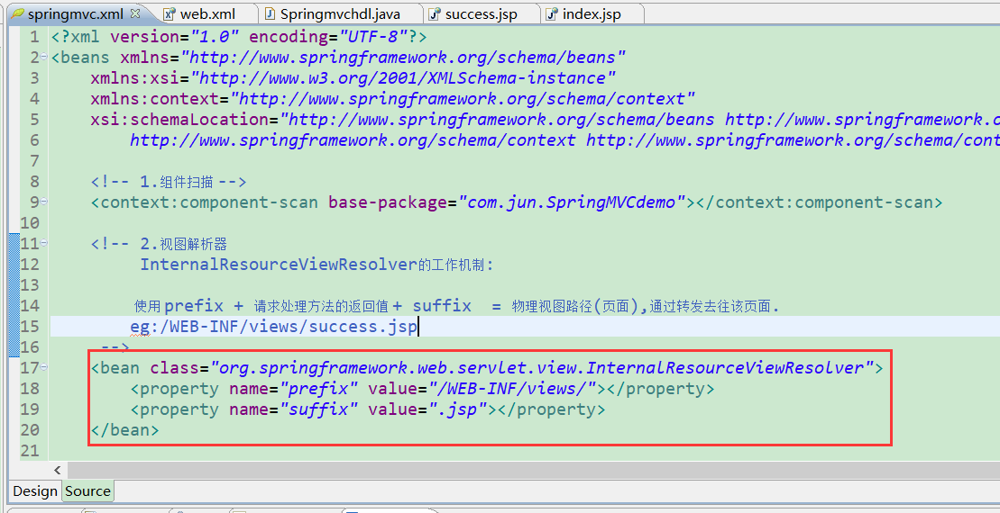 springmvc.xml web.xml Springmvchdl.java success.jsp index.jsp
1 <?xml version="1.0" encoding="UTF-8"?>
2 <beans xmlns="http://www.springframework.org/schema/beans"
3 xmlns:xsi="http://www.w3.org/2001/XMLSchema-instance"
4 xmlns:context="http://www.springframework.org/schema/context"
5 xsi:schemaLocation="http://www.springframework.org/schema/beans http://www.springframework.o
6 http://www.springframework.org/schema/context http://www.springframework.org/schema/cont
7
8 <!-- 1.组件扫描 -->
9 <context:component-scan base-package="com.jun.SpringMVCdemo"></context:component-scan>
10
11 <!-- 2.视图解析器
12 InternalResourceViewResolver的工作机制:
13
14 使用prefix + 请求处理方法的返回值 + suffix = 物理视图路径(页面),通过转发去往该页面.
15 eg:/WEB-INF/views/success.jsp
16 -->
17 <bean class="org.springframework.web.servlet.view.InternalResourceViewResolver">
18 <property name="prefix" value="/WEB-INF/views/"></property>
19 <property name="suffix" value=".jsp"></property>
20 </bean>
21
Design Source